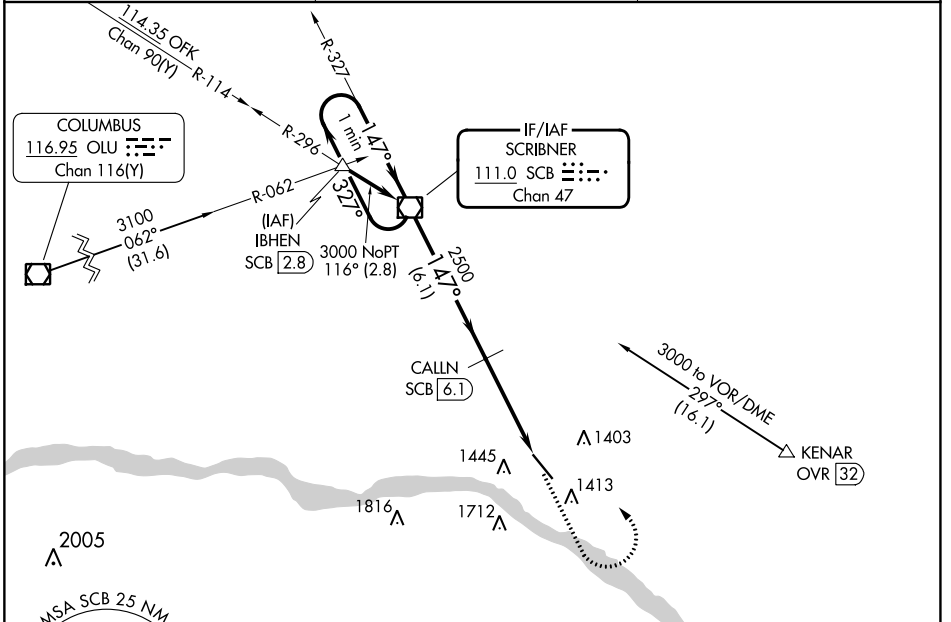 114.35 OFK
Chan 90(Y)
R-114
R-296
R-327
COLUMBUS
116.95 OLU
Chan 116(Y)
1 min
147°
IF/IAF
SCRIBNER
111.0 SCB
Chan 47
R-062
327°
(IAF)
IBHEN
SCB 2.8
3100
062°
(31.6)
3000 NoPT
116° (2.8)
2500
147°
(6.1)
CALLN
SCB 6.1
3000 to VOR/DME
297°
(16.1)
KENAR
OVR 32
1403
1445
1413
1816
1712
2005
MSA SCB 25 NM